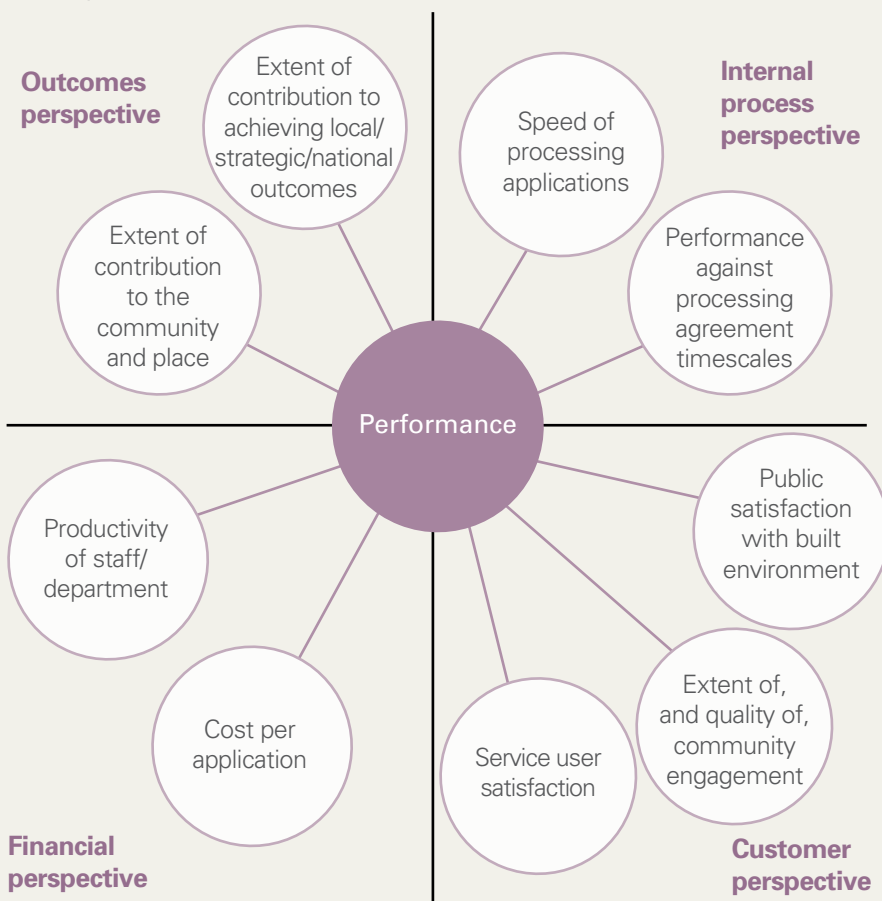 Outcomes
perspective
Extent of
contribution to
achieving local/
strategic/national
outcomes
Extent of
contribution
to the
community
and place
Internal
process
perspective
Speed of
processing
applications
Performance
against
processing
agreement
timescales
Performance
Productivity
of staff/
department
Cost per
application
Financial
perspective
Public
satisfaction
with built
environment
Extent of,
and quality of,
community
engagement
Service user
satisfaction
Customer
perspective